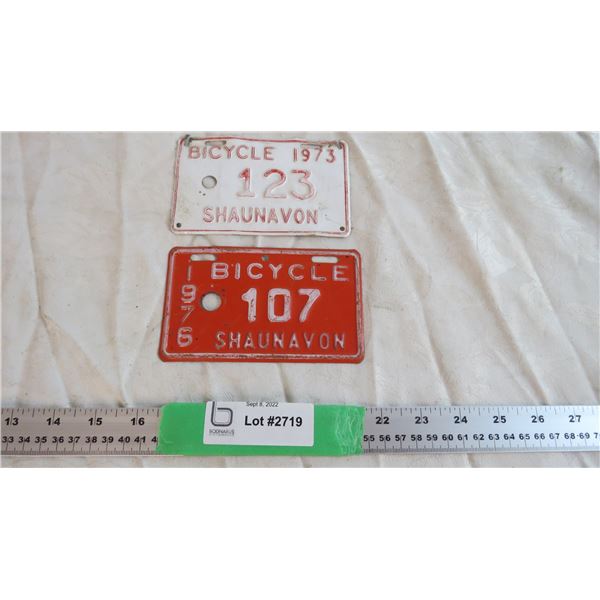 BICYCLE 1973
123
SHAUNAVON
1976
BICYCLE
107
SHAUNAVON
Sept 8, 2022
b
BODNARUS
Lot #2719
13 14 15 16 22 23 24 25 26 27
33 34 35 36 37 38 39 40 41 55 56 57 58 59 60 61 62 63 64 65 66 67 68 69